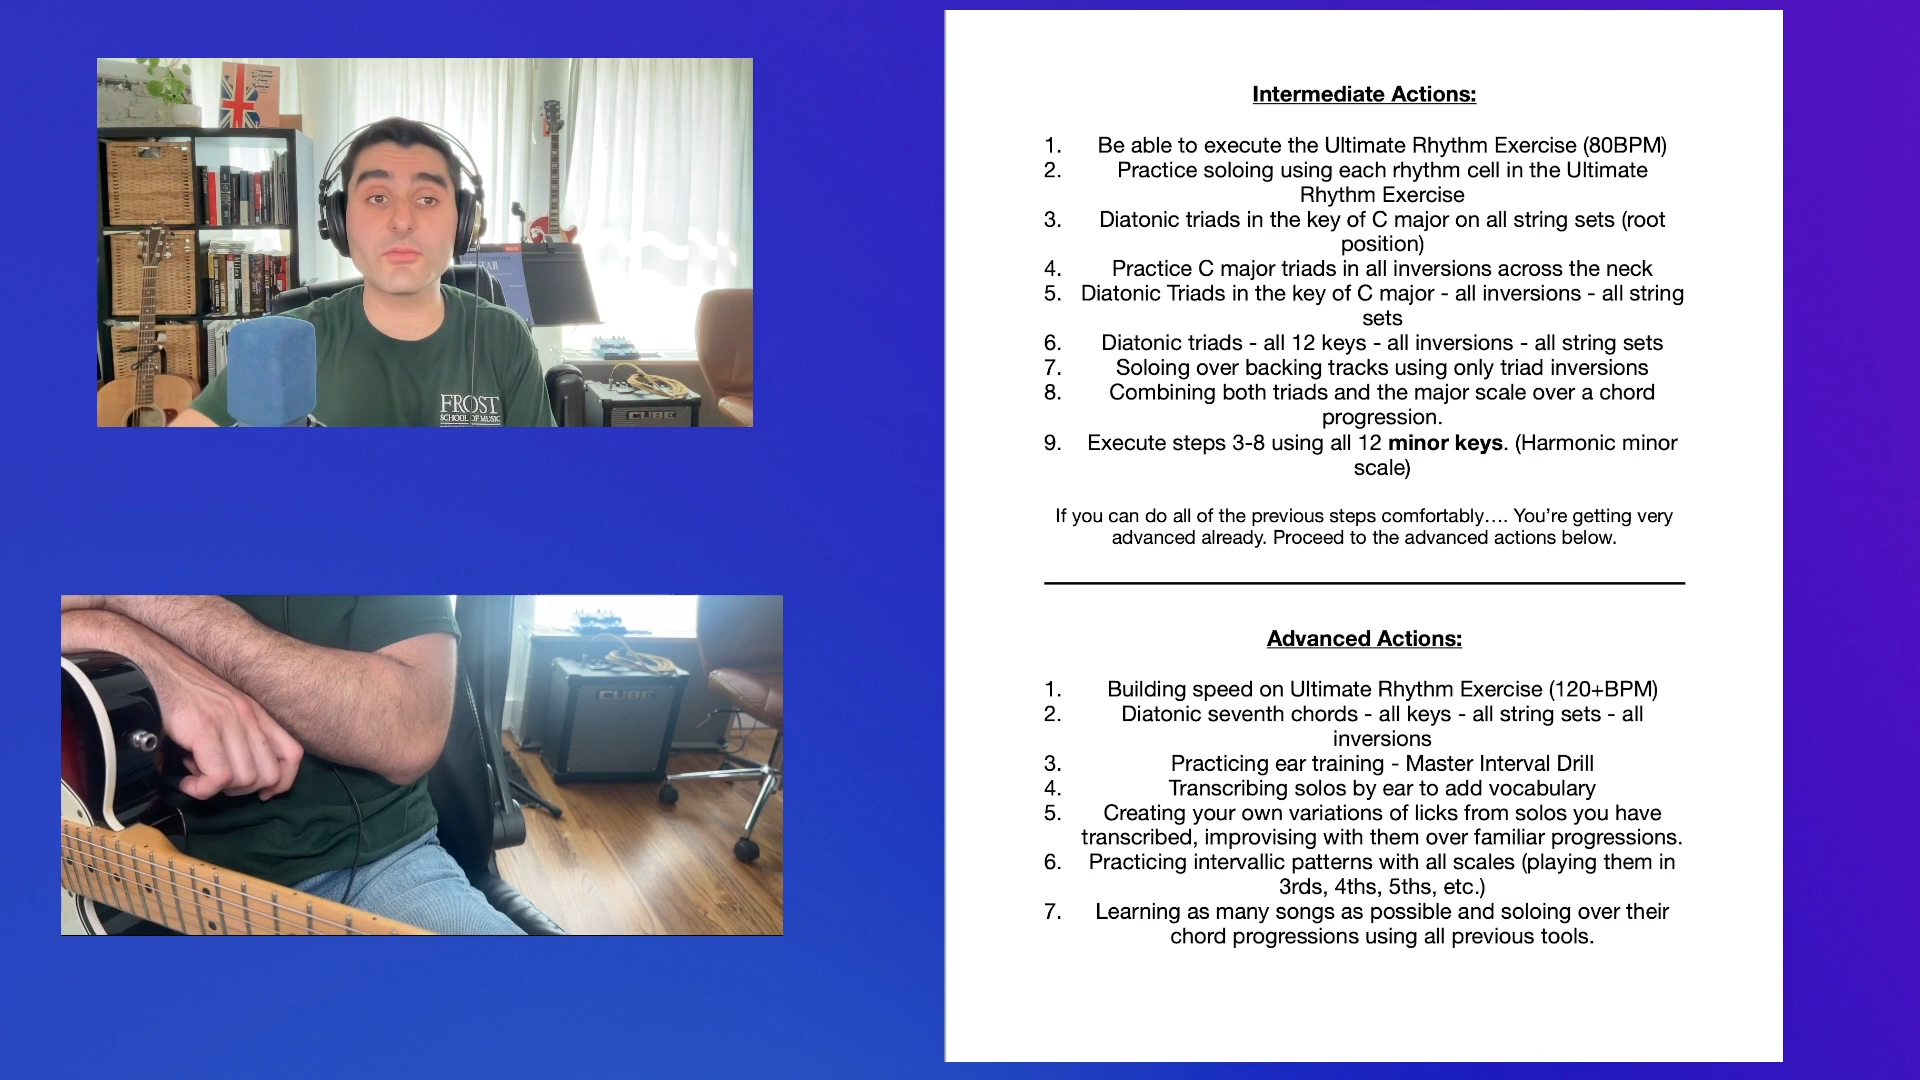 Intermediate Actions:
1. Be able to execute the Ultimate Rhythm Exercise (80BPM)
2. Practice soloing using each rhythm cell in the Ultimate
Rhythm Exercise
3. Diatonic triads in the key of C major on all string sets (root
position)
4. Practice C major triads in all inversions across the neck
5. Diatonic Triads in the key of C major - all inversions - all string
sets
6. Diatonic triads - all 12 keys - all inversions - all string sets
7. Soloing over backing tracks using only triad inversions
8. Combining both triads and the major scale over a chord
progression.
9. Execute steps 3-8 using all 12 minor keys. (Harmonic minor
scale)
If you can do all of the previous steps comfortably…. You’re getting very
advanced already. Proceed to the advanced actions below.
Advanced Actions:
1. Building speed on Ultimate Rhythm Exercise (120+BPM)
2. Diatonic seventh chords - all keys - all string sets - all
inversions
3. Practicing ear training - Master Interval Drill
4. Transcribing solos by ear to add vocabulary
5. Creating your own variations of licks from solos you have
transcribed, improvising with them over familiar progressions.
6. Practicing intervallic patterns with all scales (playing them in
3rds, 4ths, 5ths, etc.)
7. Learning as many songs as possible and soloing over their
chord progressions using all previous tools.
FROST
SCHOOL OF MUSIC
CUBE
CUBE